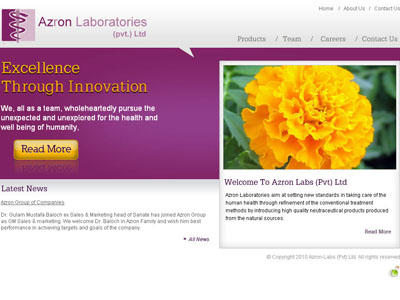 Azron Laboratories
(pvt.) Ltd
Home / About Us / Contact Us
Products / Team / Careers / Contact Us
Excellence
Through Innovation
We, all as a team, wholheartedly pursue the
unexpected and unexplored for the health and
well being of humanity,
Read More
Latest News
Azron Group of Companies
Dr. Gulam Mustafa Baloch ex Sales & Marketing head of Sanate has joined Azron Group
as GM Sales & marketing. We welcome Dr. Baloch in Azron Family and wish him best
performance in achieving targets and goals of the company.
All News
Welcome To Azron Labs (Pvt) Ltd
Azron Laboratories aim at setting new standards in taking care of the
human health through refinement of the conventional treatment
methods by introducing high quality neutraceutical products produced
from the natural sources.
Read More
© Copyright 2010 Azron-Labs (Pvt) Ltd. All rights reserved